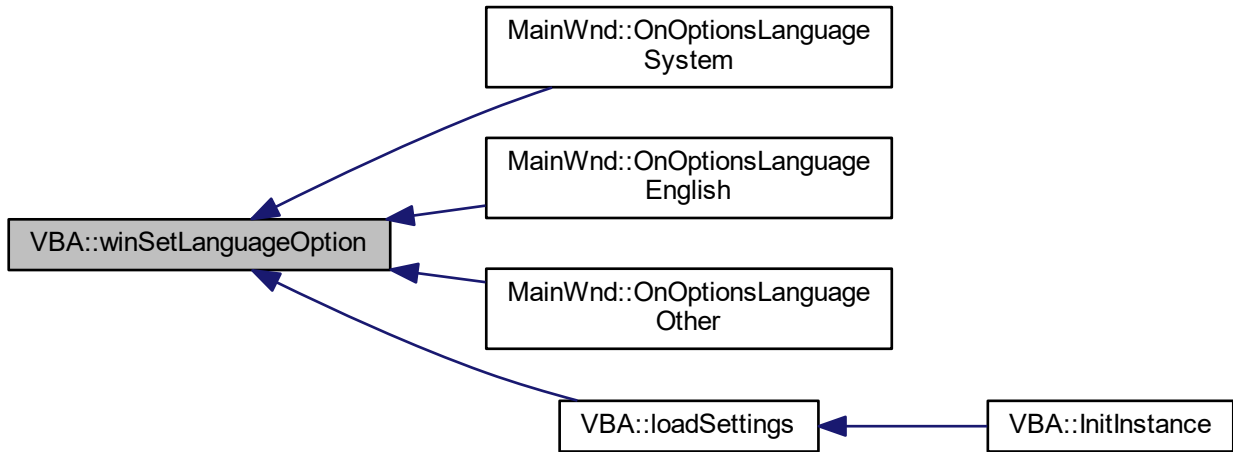 MainWnd::OnOptionsLanguage
System
MainWnd::OnOptionsLanguage
English
VBA::winSetLanguageOption
MainWnd::OnOptionsLanguage
Other
VBA::loadSettings
VBA::InitInstance